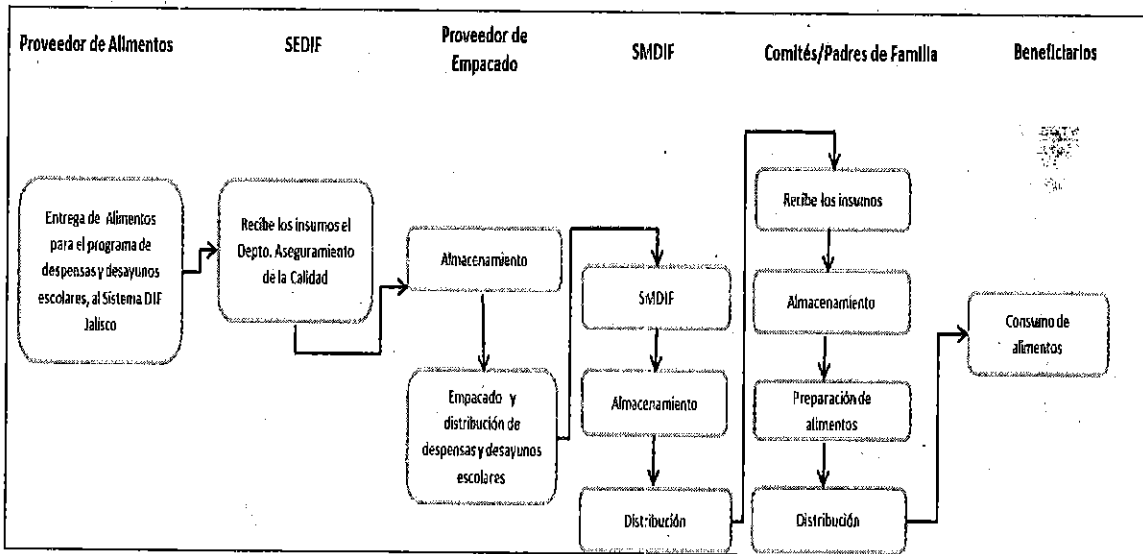 Proveedor de Alimentos
SEDIF
Proveedor de
Empacado
SMDIF
Comités/Padres de Familia
Beneficiarios
Entrega de Alimentos
para el programa de
despensas y desayunos
escolares, al Sistema DIF
Jalisco
Recibe los insumos el
Depto. Aseguramiento
de la Calidad
Almacenamiento
Empacado y
distribución de
despensas y desayunos
escolares
SMDIF
Almacenamiento
Distribución
Recibe los insumos
Almacenamiento
Preparación de
alimentos
Distribución
Consumo de
alimentos